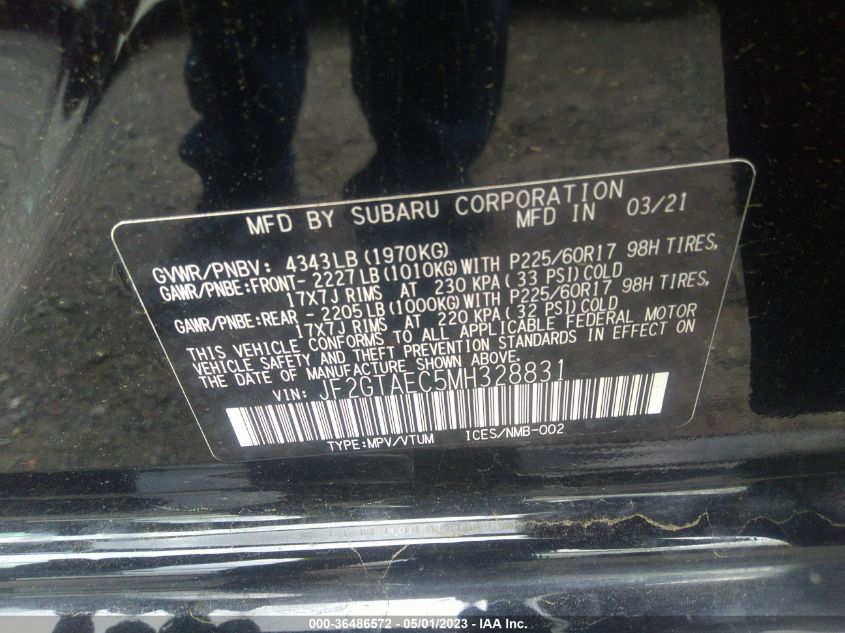 MFD BY SUBARU CORPORATION
MFD IN 03/21
GVWR/PNBV: 4343LB (1970KG)
GAWR/PNBE:FRONT- 2227LB (1010KG) WITH P225/60R17 98H TIRES,
17X7J RIMS AT 230 KPA( 33 PSI) COLD
GAWR/PNBE:REAR - 2205LB (1000KG) WITH P225/60R17 98H TIRES,
17X7J RIMS AT 220 KPA( 32 PSI) COLD
THIS VEHICLE CONFORMS TO ALL APPLICABLE FEDERAL MOTOR
VEHICLE SAFETY AND THEFT PREVENTION STANDARDS IN EFFECT ON
THE DATE OF MANUFACTURE SHOWN ABOVE.
VIN: JF2GTAEC5MH328831
TYPE:MPV/VTUM ICES/NMB-002
000-36486572 - 05/01/2023 - IAA Inc.